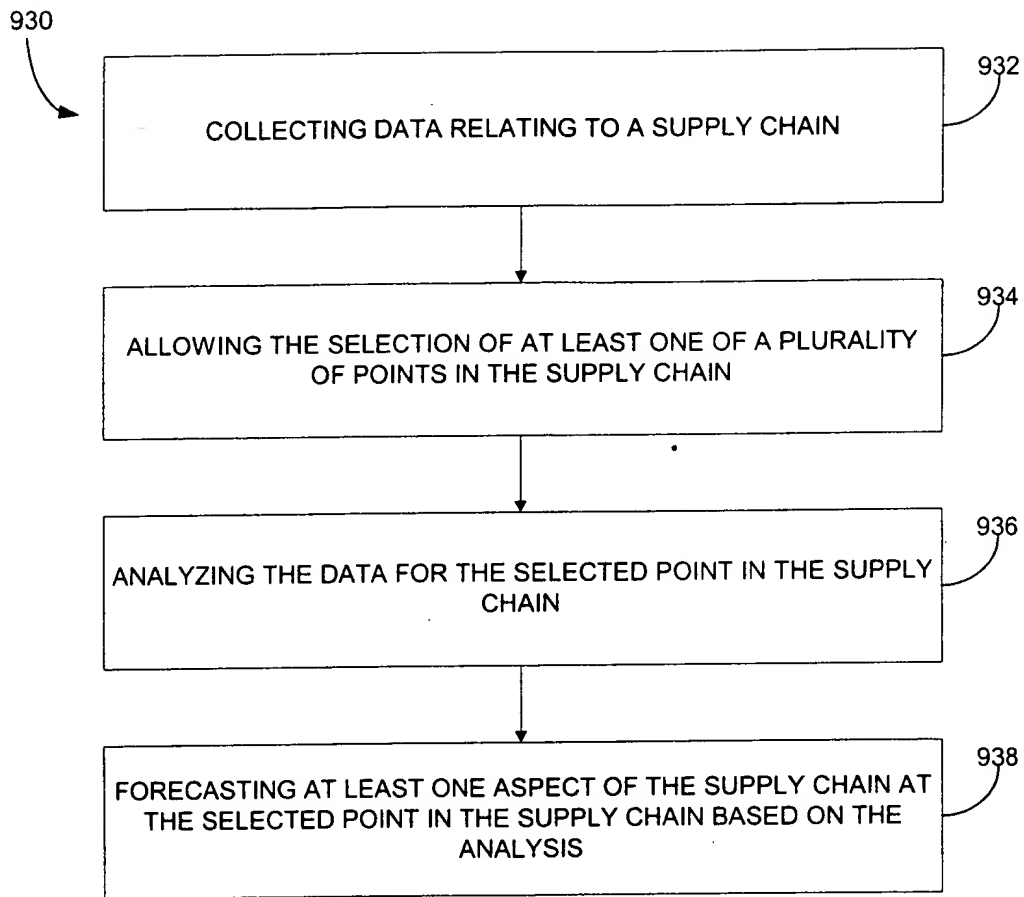 930
932
COLLECTING DATA RELATING TO A SUPPLY CHAIN
934
ALLOWING THE SELECTION OF AT LEAST ONE OF A PLURALITY
OF POINTS IN THE SUPPLY CHAIN
936
ANALYZING THE DATA FOR THE SELECTED POINT IN THE SUPPLY
CHAIN
938
FORECASTING AT LEAST ONE ASPECT OF THE SUPPLY CHAIN AT
THE SELECTED POINT IN THE SUPPLY CHAIN BASED ON THE
ANALYSIS